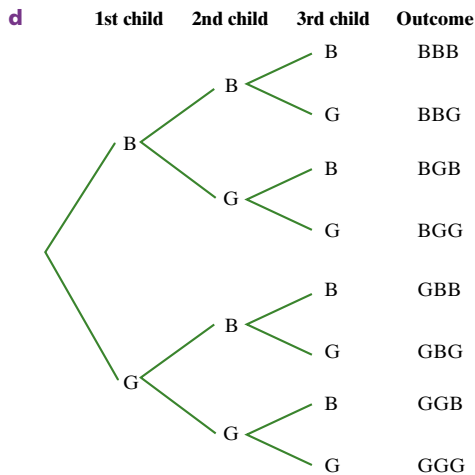 d 1st child 2nd child 3rd child Outcome
B BBB
B
G BBG
B
B BGB
G
G BGG
B GBB
B
G GBG
G
B GGB
G
G GGG